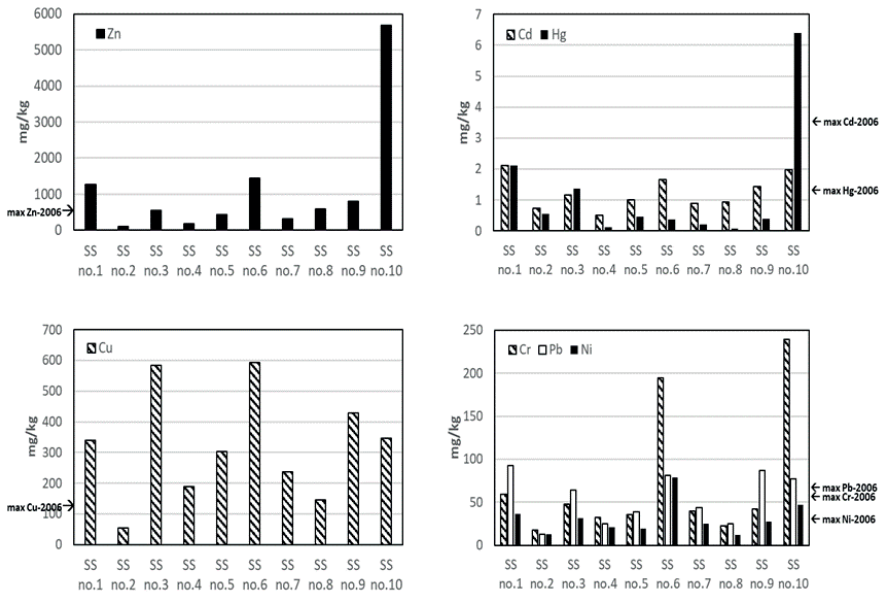 Zn
6000
5000
4000
3000
2000
1000
0
mg/kg
max Zn-2006
SS SS SS SS SS SS SS SS SS SS
no.1 no.2 no.3 no.4 no.5 no.6 no.7 no.8 no.9 no.10
Cd Hg
7
6
5
4
3
2
1
0
mg/kg
max Cd-2006
max Hg-2006
SS SS SS SS SS SS SS SS SS SS
no.1 no.2 no.3 no.4 no.5 no.6 no.7 no.8 no.9 no.10
Cu
700
600
500
400
300
200
100
0
mg/kg
max Cu-2006
SS SS SS SS SS SS SS SS SS SS
no.1 no.2 no.3 no.4 no.5 no.6 no.7 no.8 no.9 no.10
Cr Pb Ni
250
200
150
100
50
0
mg/kg
max Pb-2006
max Cr-2006
max Ni-2006
SS SS SS SS SS SS SS SS SS SS
no.1 no.2 no.3 no.4 no.5 no.6 no.7 no.8 no.9 no.10